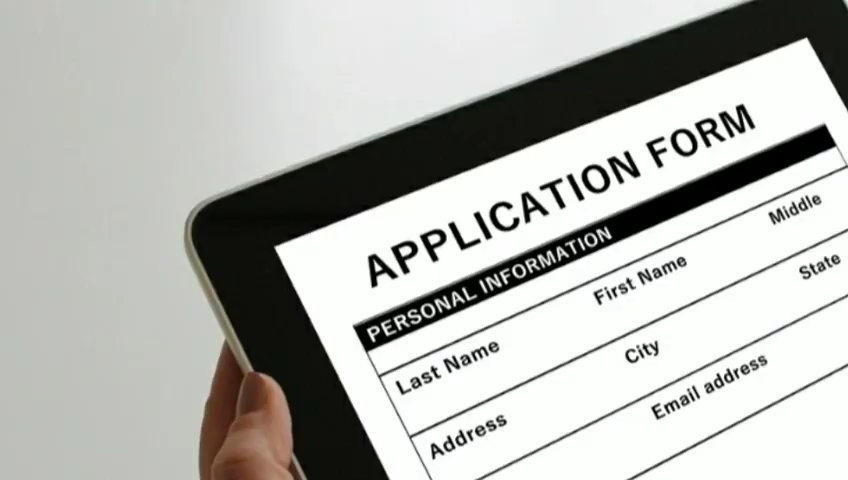 APPLICATION FORM
PERSONAL INFORMATION
Last Name First Name Middle
Address City State
Email address